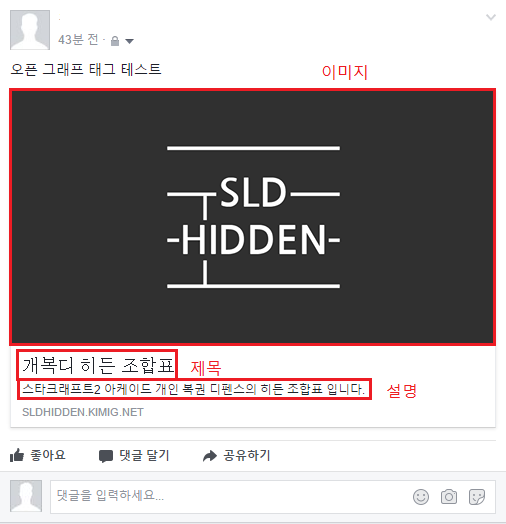 43분 전 ·
오픈 그래프 태그 테스트
이미지
SLD
HIDDEN
개복디 히든 조합표
제목
스타크래프트2 아케이드 개인 복권 디펜스의 히든 조합표 입니다.
설명
SLDHIDDEN.KIMIG.NET
좋아요 댓글 달기 공유하기
댓글을 입력하세요...